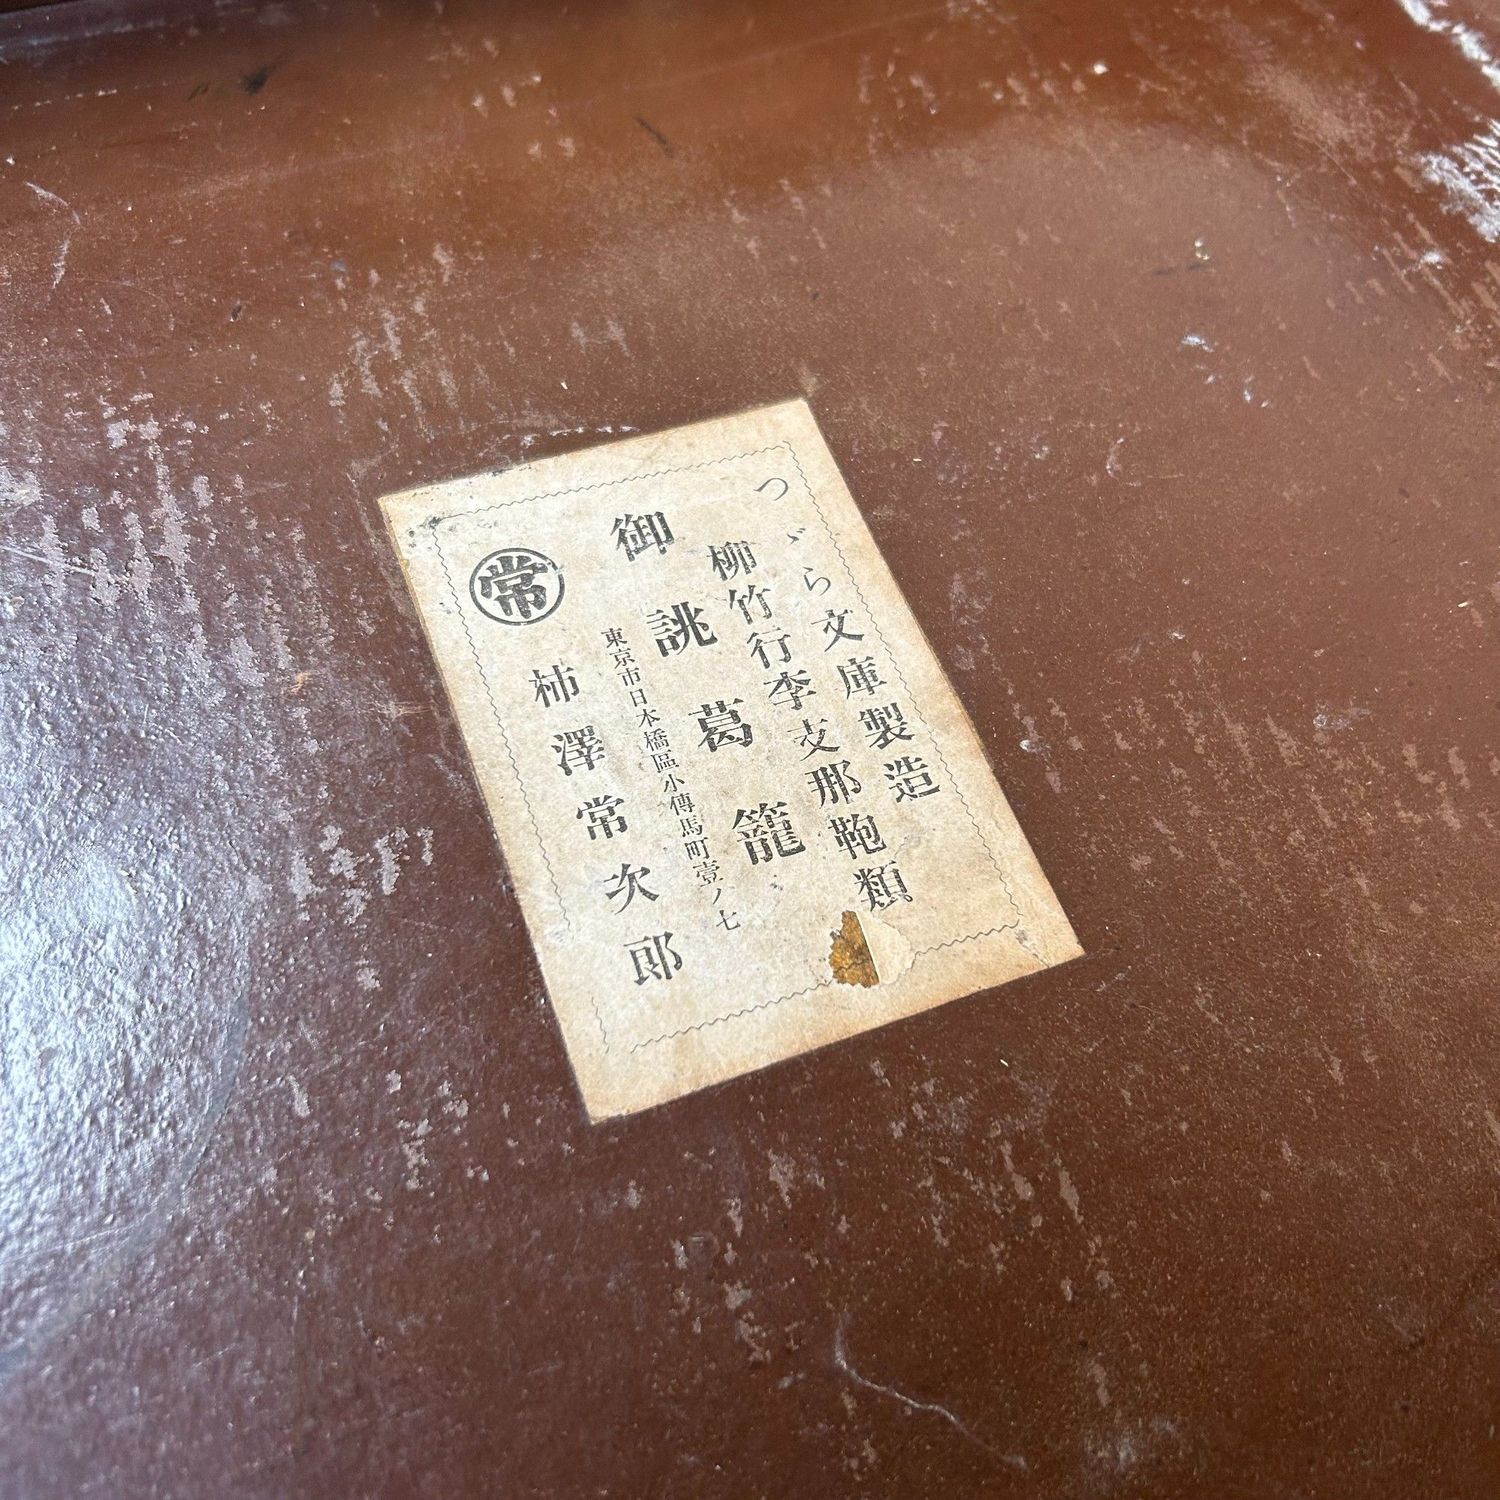 つゞら文庫製造
柳竹行李支那鞄類
御誂葛籠
東京市日本橋區小傳馬町壹ノ七
常
柿澤常次郎